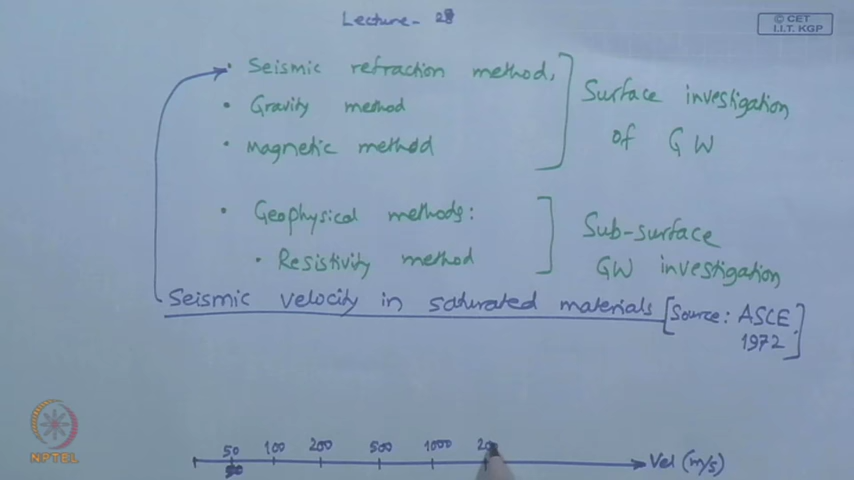 Lecture - 28
© CET
I.I.T. KGP
• Seismic refraction method,
• Gravity method
• Magnetic method
Surface investigation
of GW
• Geophysical methods:
• Resistivity method
Sub-surface
GW investigation
Seismic velocity in saturated materials [Source: ASCE
1972]
50 100 200 500 1000 200
Vel (m/s)
NPTEL